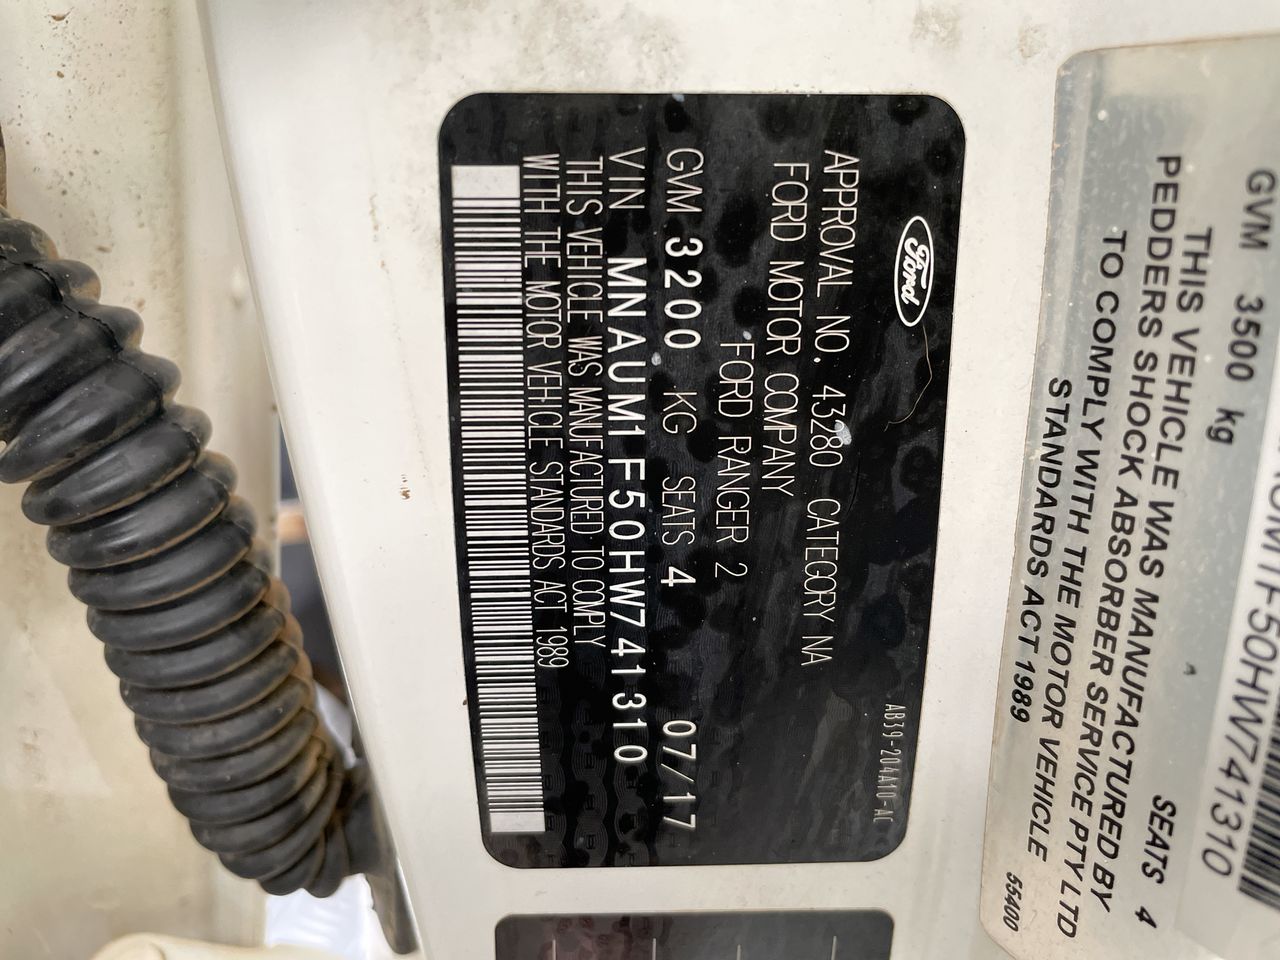 Ford
AB39-204A10-AC
APPROVAL NO. 43280 CATEGORY NA
FORD MOTOR COMPANY
FORD RANGER 2
GVM 3200 KG SEATS 4 07/17
VIN MNAUM1F50HW741310
THIS VEHICLE WAS MANUFACTURED TO COMPLY
WITH THE MOTOR VEHICLE STANDARDS ACT 1989
F50HW741310
GVM 3500 kg SEATS 4
THIS VEHICLE WAS MANUFACTURED BY
PEDDERS SHOCK ABSORBER SERVICE PTY LTD
TO COMPLY WITH THE MOTOR VEHICLE
STANDARDS ACT 1989
55400